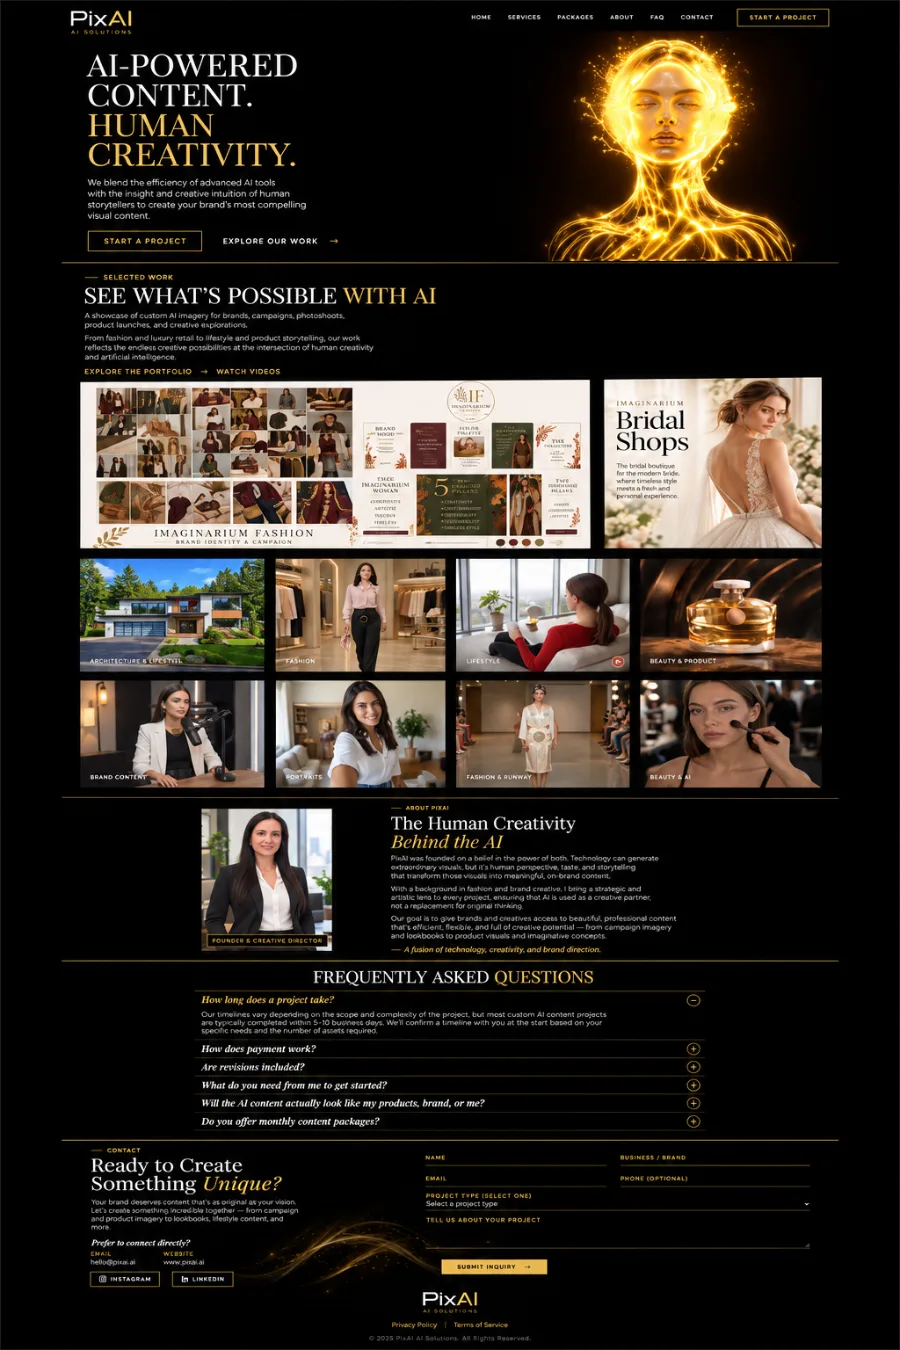 PixAI
AI SOLUTIONS
HOME SERVICES PACKAGES ABOUT FAQ CONTACT START A PROJECT
AI-POWERED
CONTENT.
HUMAN
CREATIVITY.
We blend the efficiency of advanced AI tools
with the insight and creative intuition of human
storytellers to create your brand's most compelling
visual content.
START A PROJECT EXPLORE OUR WORK →
SELECTED WORK
SEE WHAT'S POSSIBLE WITH AI
A showcase of custom AI imagery for brands, campaigns, photoshoots,
product launches, and creative explorations.
From fashion and luxury retail to lifestyle and product storytelling, our work
reflects the endless creative possibilities at the intersection of human creativity
and artificial intelligence.
EXPLORE THE PORTFOLIO → WATCH VIDEOS
IF
IMAGINARIUM
BRAND
MOOD
COLOR
PALETTE
IMAGINARIUM
WOMAN
5
IMAGINARIUM FASHION
BRAND IDENTITY & CAMPAIGN
IMAGINARIUM
Bridal
Shops
The bridal boutique
for the modern bride,
where timeless style
meets a fresh and
personal experience.
ARCHITECTURE & LIFESTYLE
FASHION
LIFESTYLE
BEAUTY & PRODUCT
BRAND CONTENT
PORTRAITS
FASHION & RUNWAY
BEAUTY & AI
FOUNDER & CREATIVE DIRECTOR
ABOUT PIXAI
The Human Creativity
Behind the AI
PixAI was founded on a belief in the power of both. Technology can generate
extraordinary visuals, but it's human perspective, taste, and storytelling
that transform those visuals into meaningful, on-brand content.
With a background in fashion and brand creative, I bring a strategic and
artistic lens to every project, ensuring that AI is used as a creative partner,
not a replacement for original thinking.
Our goal is to give brands and creatives access to beautiful, professional content
that's efficient, flexible, and full of creative potential — from campaign imagery
and lookbooks to product visuals and imaginative concepts.
— A fusion of technology, creativity, and brand direction.
FREQUENTLY ASKED QUESTIONS
How long does a project take?
Our timelines vary depending on the scope and complexity of the project, but most custom AI content projects
are typically completed within 5-10 business days. We'll confirm a timeline with you at the start based on your
specific needs and the number of assets required.
How does payment work?
Are revisions included?
What do you need from me to get started?
Will the AI content actually look like my products, brand, or me?
Do you offer monthly content packages?
CONTACT
Ready to Create
Something Unique?
Your brand deserves content that's as original as your vision.
Let's create something incredible together — from campaign
and product imagery to lookbooks, lifestyle content, and
more.
Prefer to connect directly?
EMAIL WEBSITE
hello@pixai.ai www.pixai.ai
INSTAGRAM LINKEDIN
NAME BUSINESS / BRAND
EMAIL PHONE (OPTIONAL)
PROJECT TYPE (SELECT ONE)
Select a project type
TELL US ABOUT YOUR PROJECT
SUBMIT INQUIRY →
PixAI
AI SOLUTIONS
Privacy Policy | Terms of Service
© 2025 PixAI AI Solutions. All Rights Reserved.